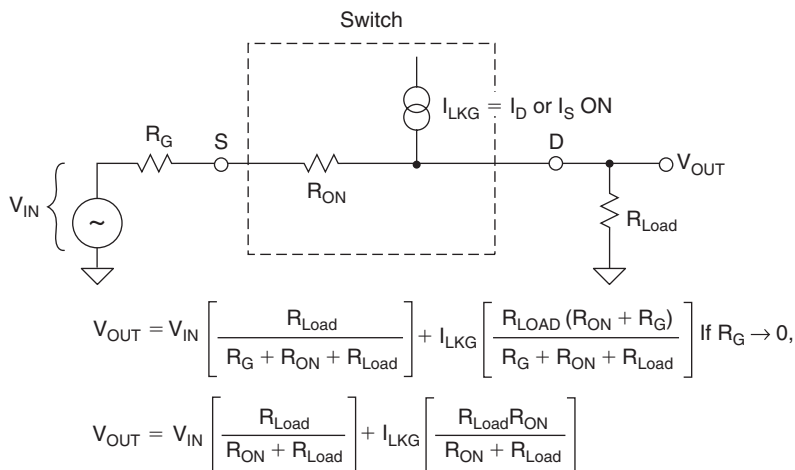 Switch
I_LKG = I_D or I_S ON
R_G
S
D
V_OUT
R_ON
V_IN
~
R_Load
V_OUT = V_IN [ R_Load / (R_G + R_ON + R_Load) ] + I_LKG [ R_LOAD (R_ON + R_G) / (R_G + R_ON + R_Load) ] If R_G → 0,
V_OUT = V_IN [ R_Load / (R_ON + R_Load) ] + I_LKG [ R_Load R_ON / (R_ON + R_Load) ]